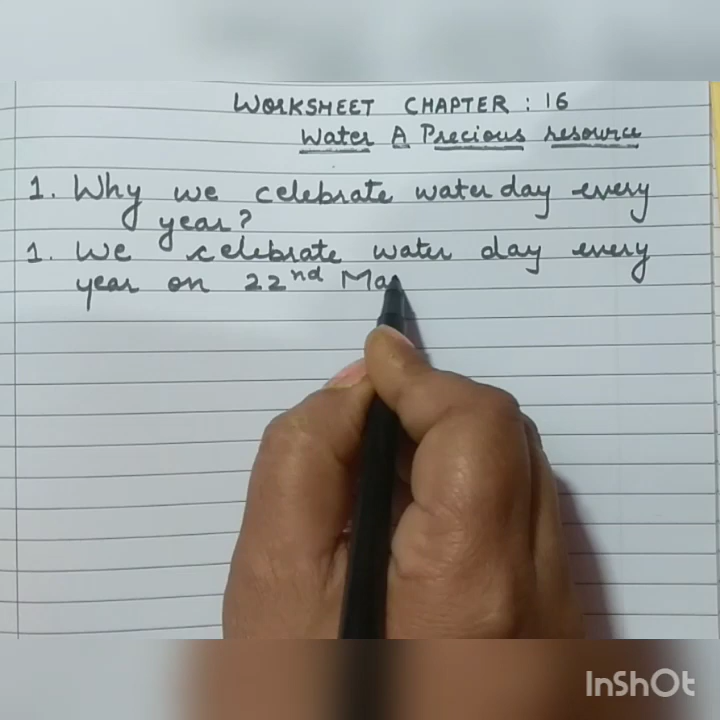 WORKSHEET CHAPTER : 16
Water A Precious resource
1. Why we celebrate water day every
year?
1. We celebrate water day every
year on 22nd Ma
InShOt